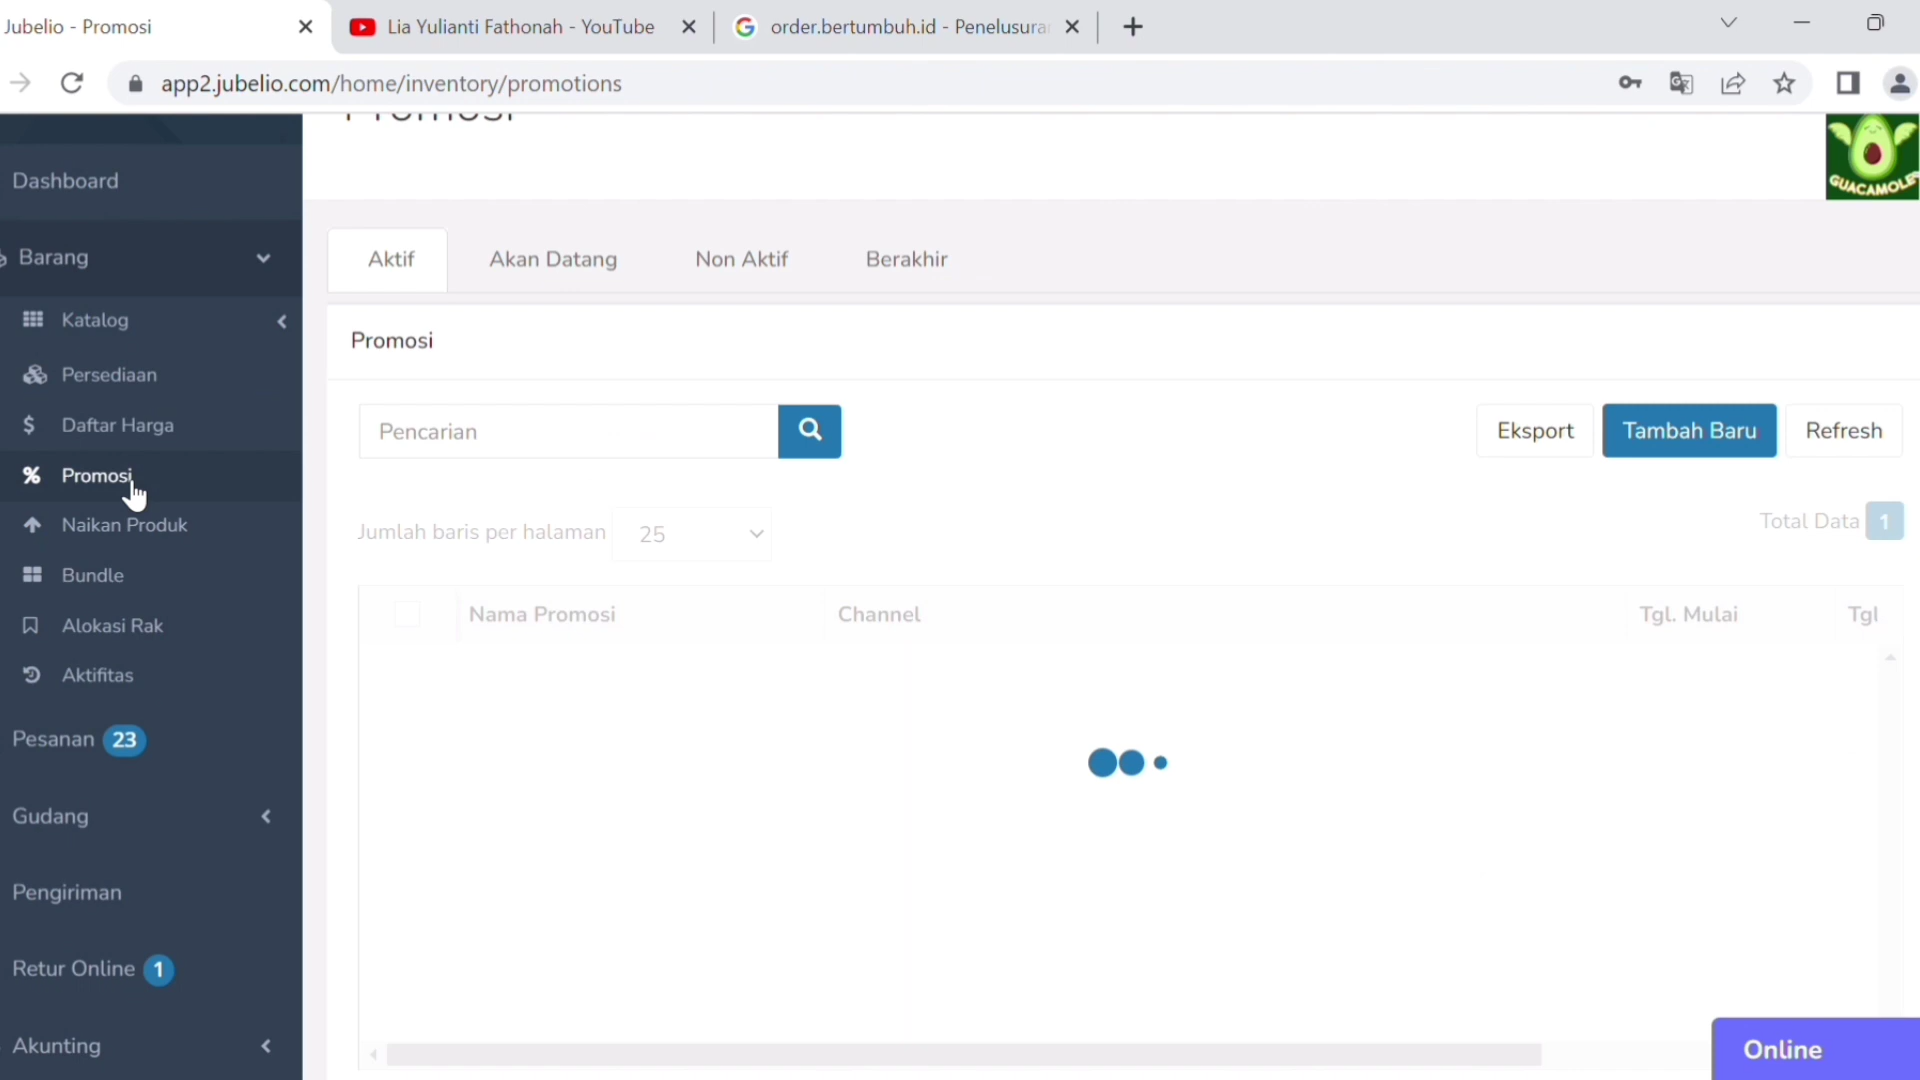 Jubelio - Promosi
Lia Yulianti Fathonah - YouTube
order.bertumbuh.id - Penelusura
app2.jubelio.com/home/inventory/promotions
Promosi
GUACAMOLE
Dashboard
Barang
Katalog
Persediaan
Daftar Harga
Promosi
Naikan Produk
Bundle
Alokasi Rak
Aktifitas
Pesanan 23
Gudang
Pengiriman
Retur Online 1
Akunting
Aktif Akan Datang Non Aktif Berakhir
Promosi
Pencarian
Eksport Tambah Baru Refresh
Jumlah baris per halaman 25
Total Data 1
Nama Promosi Channel Tgl. Mulai Tgl
Online